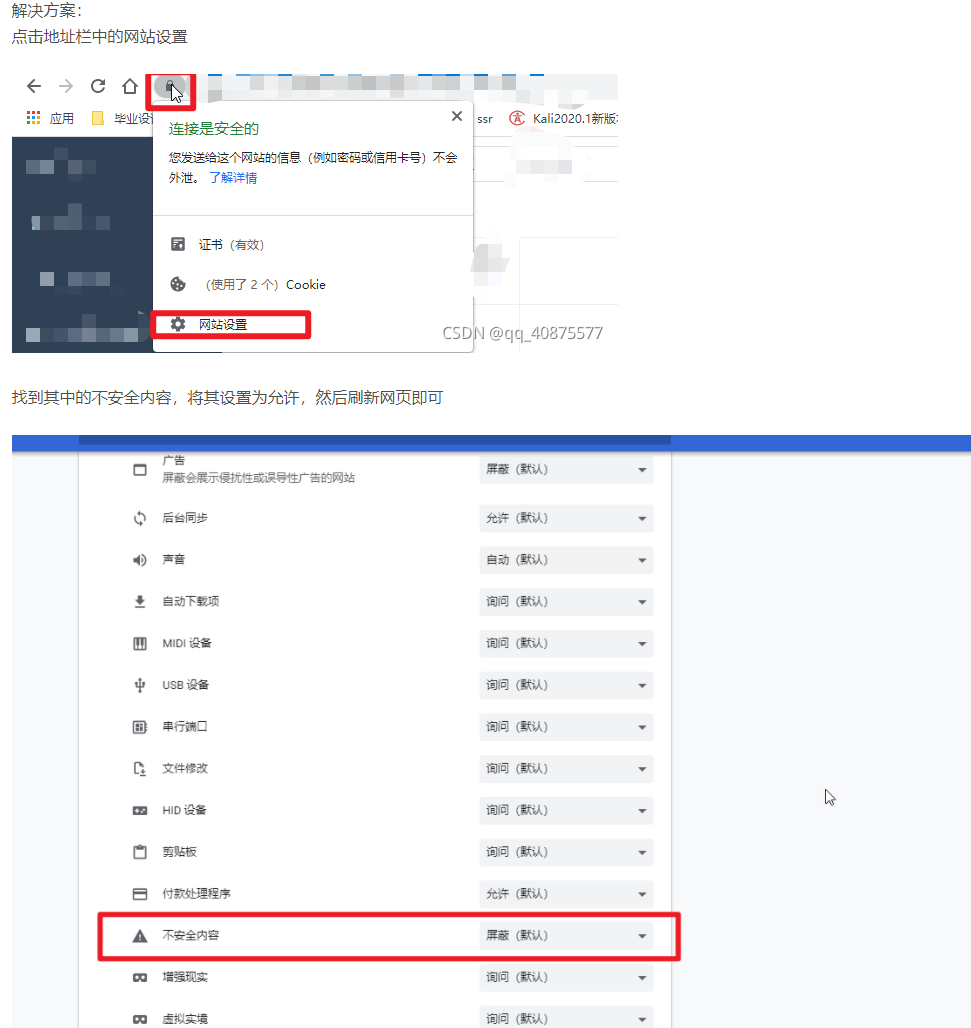 解决方案：
点击地址栏中的网站设置
应用
毕业设
ssr
Kali2020.1新版
连接是安全的
您发送给这个网站的信息（例如密码或信用卡号）不会
外泄。 了解详情
证书（有效）
（使用了 2 个）Cookie
网站设置
CSDN @qq_40875577
找到其中的不安全内容，将其设置为允许，然后刷新网页即可
广告 屏蔽（默认）
屏蔽会展示侵扰性或误导性广告的网站
后台同步 允许（默认）
声音 自动（默认）
自动下载项 询问（默认）
MIDI 设备 询问（默认）
USB 设备 询问（默认）
串行端口 询问（默认）
文件修改 询问（默认）
HID 设备 询问（默认）
剪贴板 询问（默认）
付款处理程序 允许（默认）
不安全内容 屏蔽（默认）
增强现实 询问（默认）
虚拟实境 询问（默认）